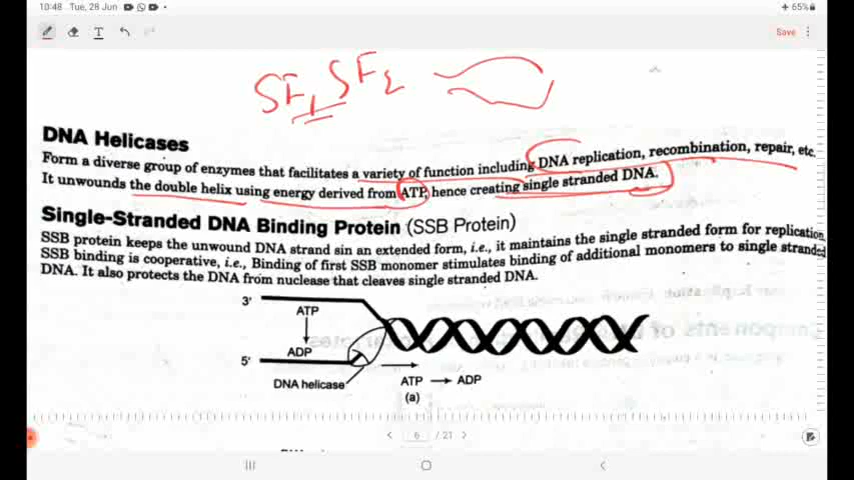 10:48 Tue, 28 Jun
65%
T
Save
SF1 SF2
DNA Helicases
Form a diverse group of enzymes that facilitates a variety of function including DNA replication, recombination, repair, etc.
It unwounds the double helix using energy derived from ATP, hence creating single stranded DNA.
Single-Stranded DNA Binding Protein (SSB Protein)
SSB protein keeps the unwound DNA strand sin an extended form, i.e., it maintains the single stranded form for replication.
SSB binding is cooperative, i.e., Binding of first SSB monomer stimulates binding of additional monomers to single stranded
DNA. It also protects the DNA from nuclease that cleaves single stranded DNA.
3'
ATP
ADP
5'
DNA helicase
ATP → ADP
(a)
6 / 21